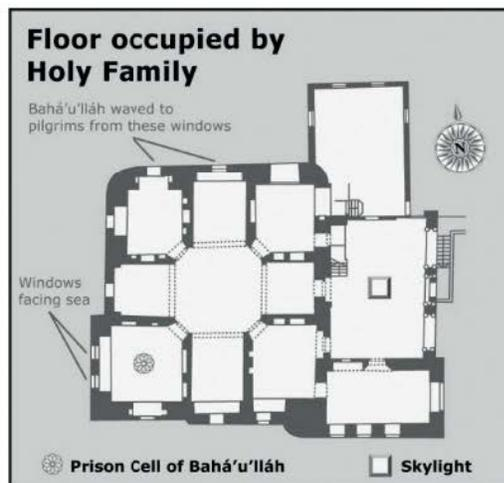 Floor occupied by
Holy Family
Bahá'u'lláh waved to
pilgrims from these windows
N
Windows
facing sea
Prison Cell of Bahá'u'lláh
Skylight